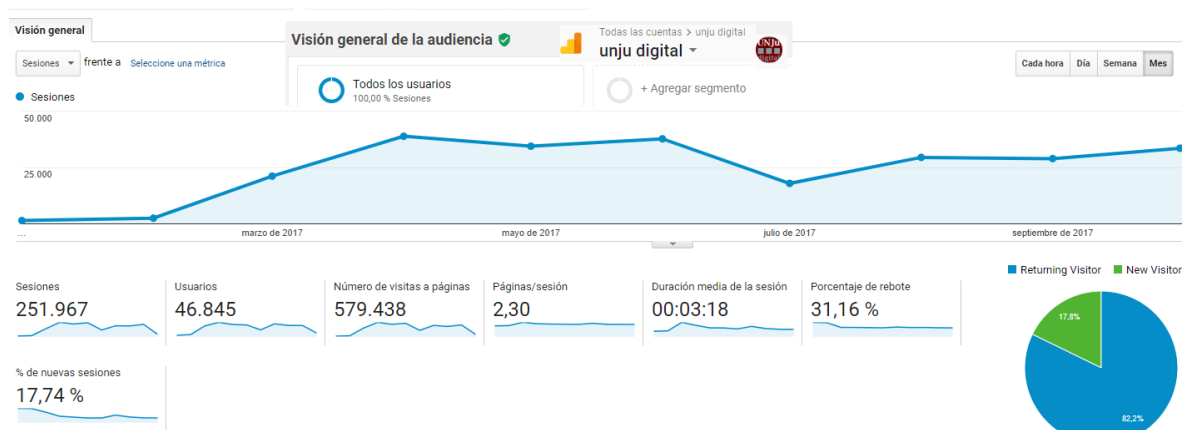 Visión general
Visión general de la audiencia
Todas las cuentas > unju digital
unju digital
UNJu
digital
Sesiones
frente a
Seleccione una métrica
Todos los usuarios
100,00 % Sesiones
+ Agregar segmento
Cada hora
Día
Semana
Mes
Sesiones
50.000
25.000
...
marzo de 2017
mayo de 2017
julio de 2017
septiembre de 2017
Returning Visitor
New Visitor
Sesiones
251.967
Usuarios
46.845
Número de visitas a páginas
579.438
Páginas/sesión
2,30
Duración media de la sesión
00:03:18
Porcentaje de rebote
31,16 %
% de nuevas sesiones
17,74 %
17,8%
82,2%